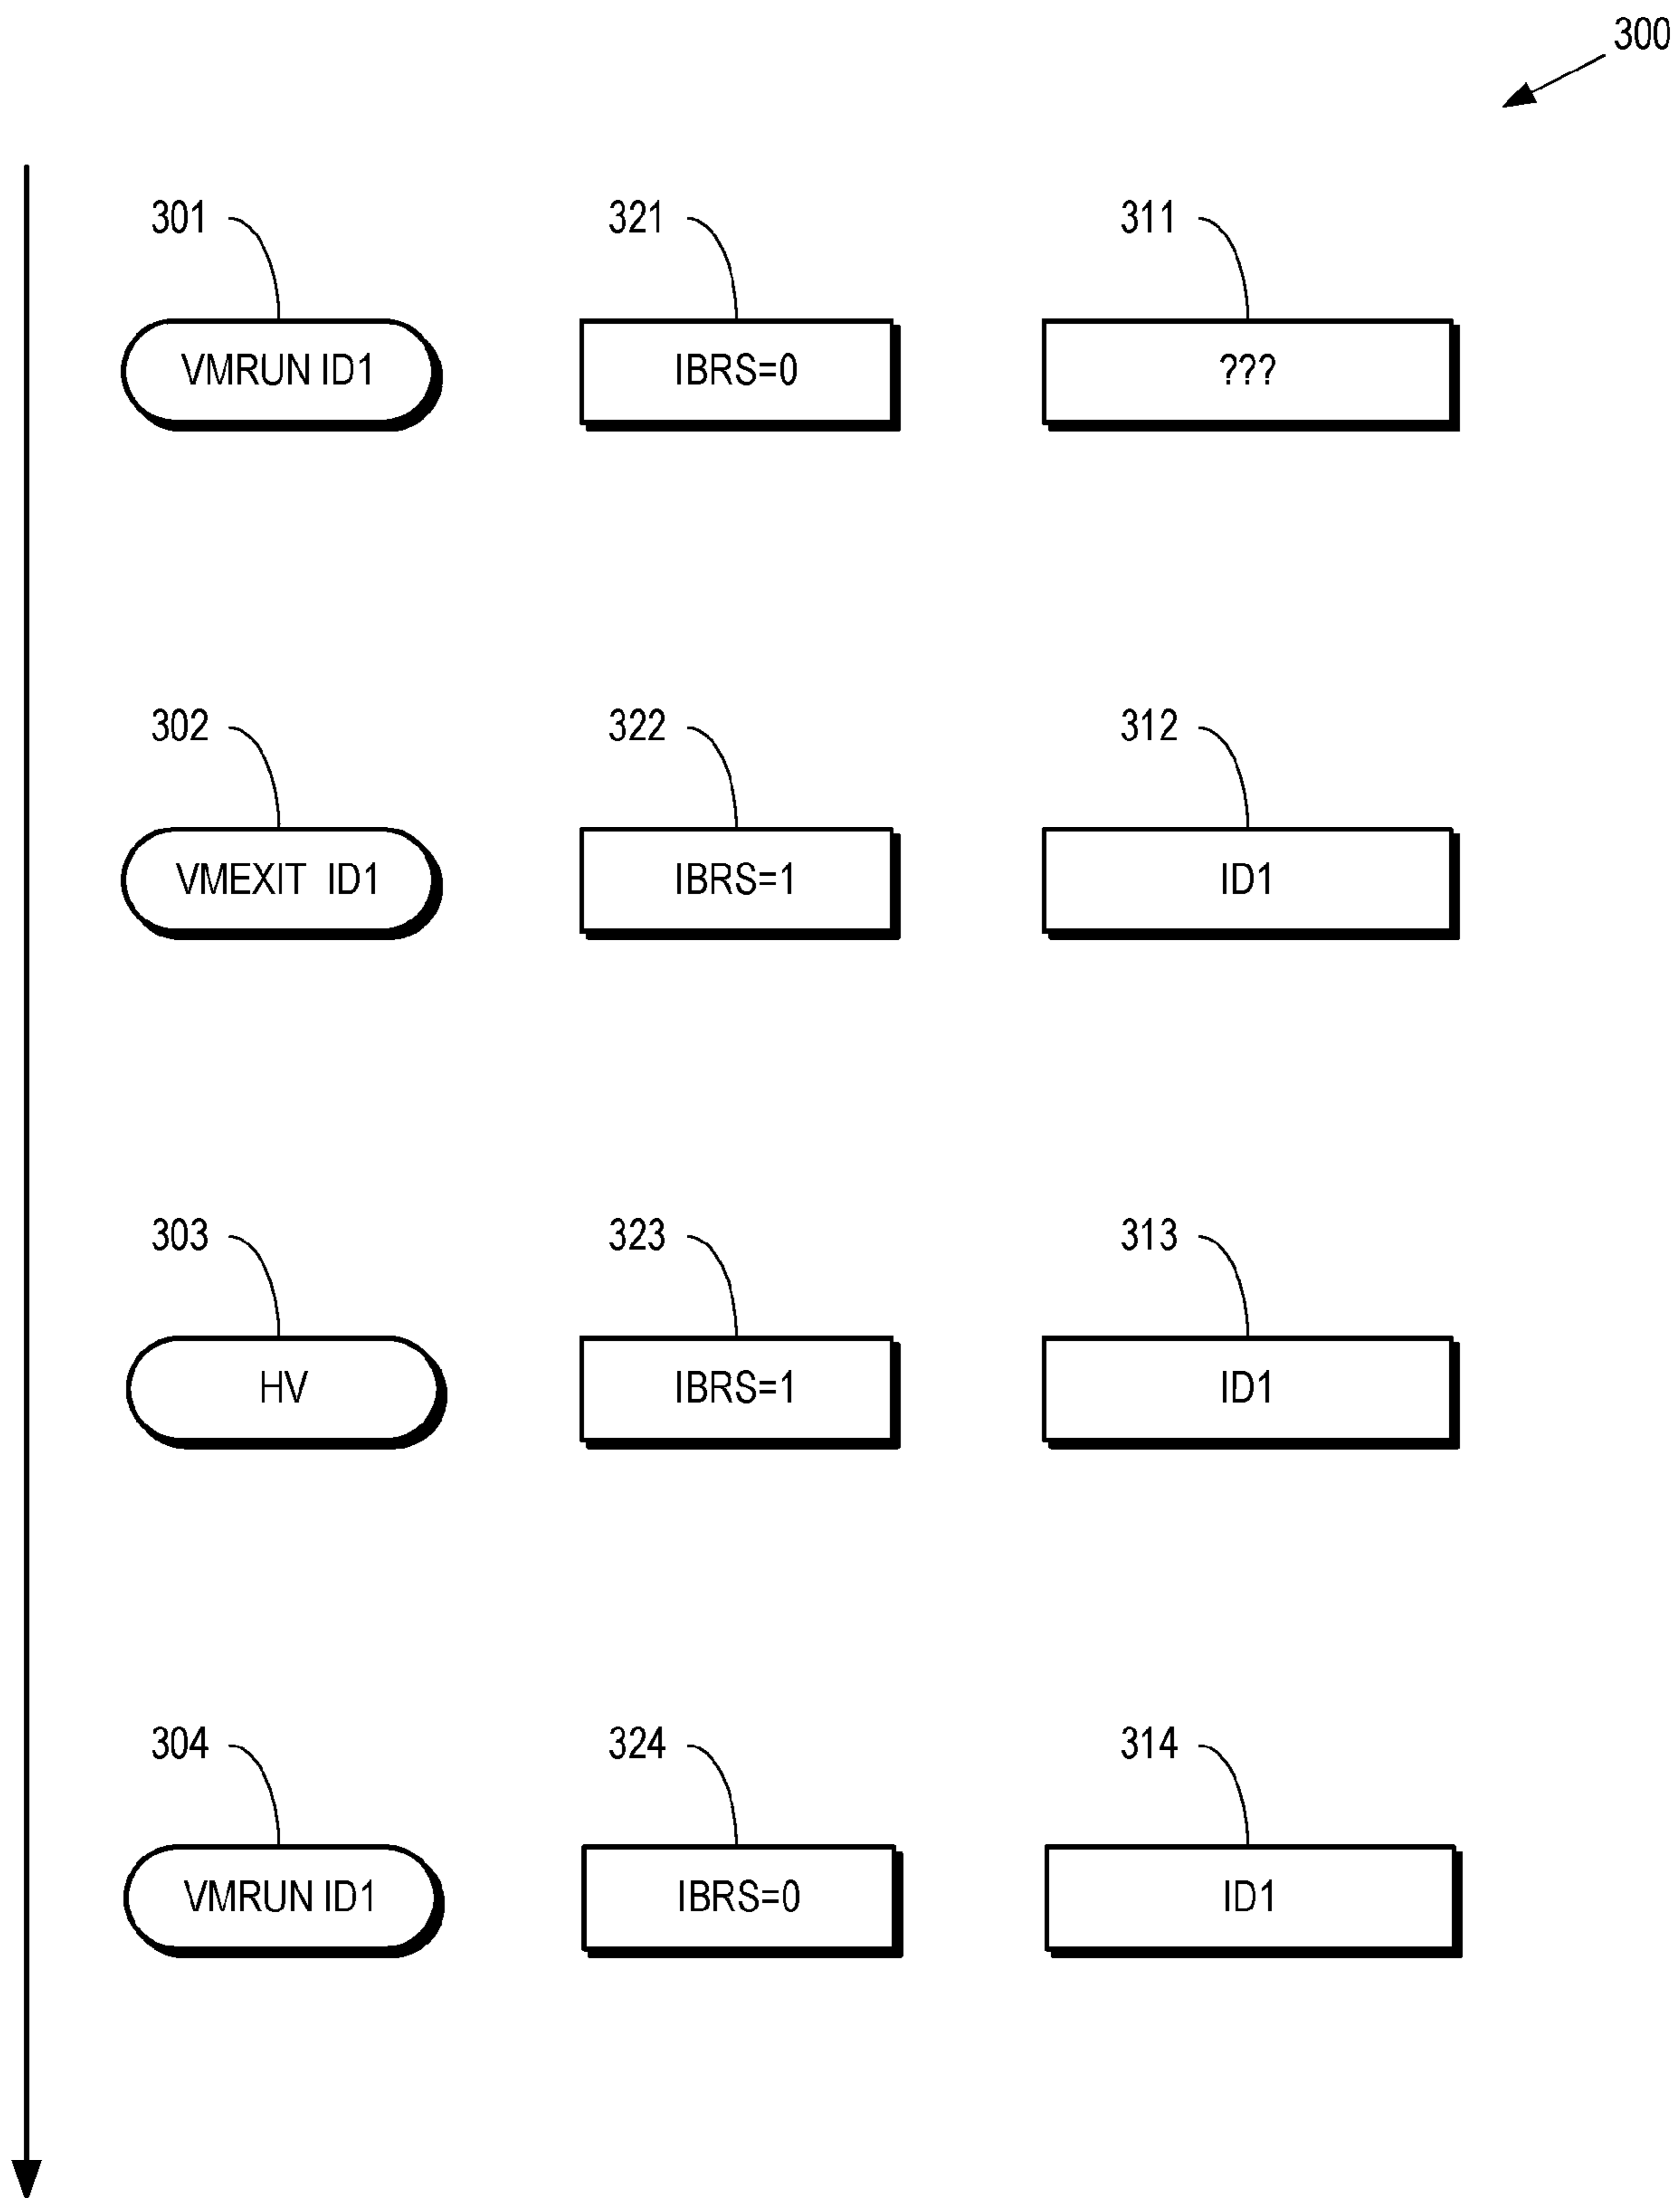 300
301 321 311
VMRUN ID1 IBRS=0 ???
302 322 312
VMEXIT ID1 IBRS=1 ID1
303 323 313
HV IBRS=1 ID1
304 324 314
VMRUN ID1 IBRS=0 ID1